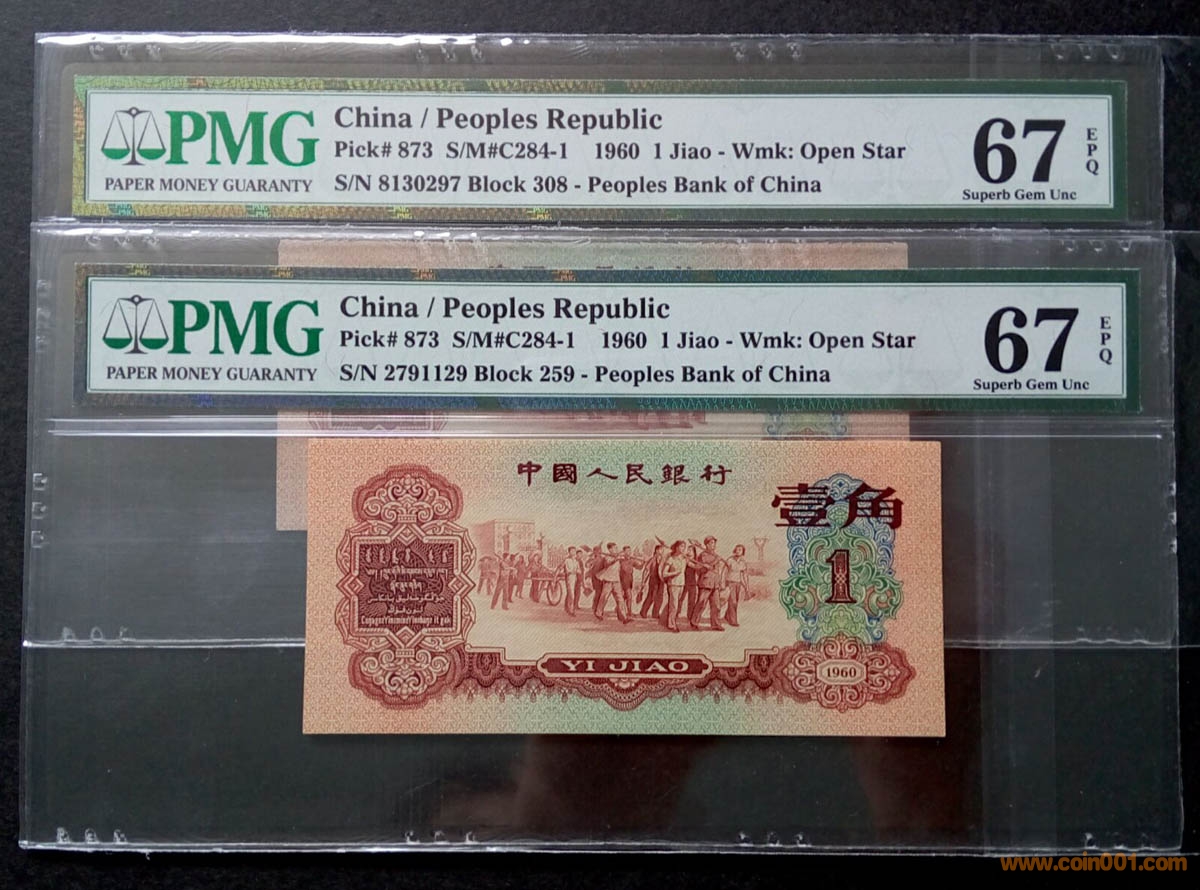 PMG
PAPER MONEY GUARANTY
China / Peoples Republic
Pick# 873 S/M#C284-1 1960 1 Jiao - Wmk: Open Star
S/N 8130297 Block 308 - Peoples Bank of China
67
EPQ
Superb Gem Unc
PMG
PAPER MONEY GUARANTY
China / Peoples Republic
Pick# 873 S/M#C284-1 1960 1 Jiao - Wmk: Open Star
S/N 2791129 Block 259 - Peoples Bank of China
67
EPQ
Superb Gem Unc
中國人民銀行
壹角
1
YI JIAO
1960
www.coin001.com